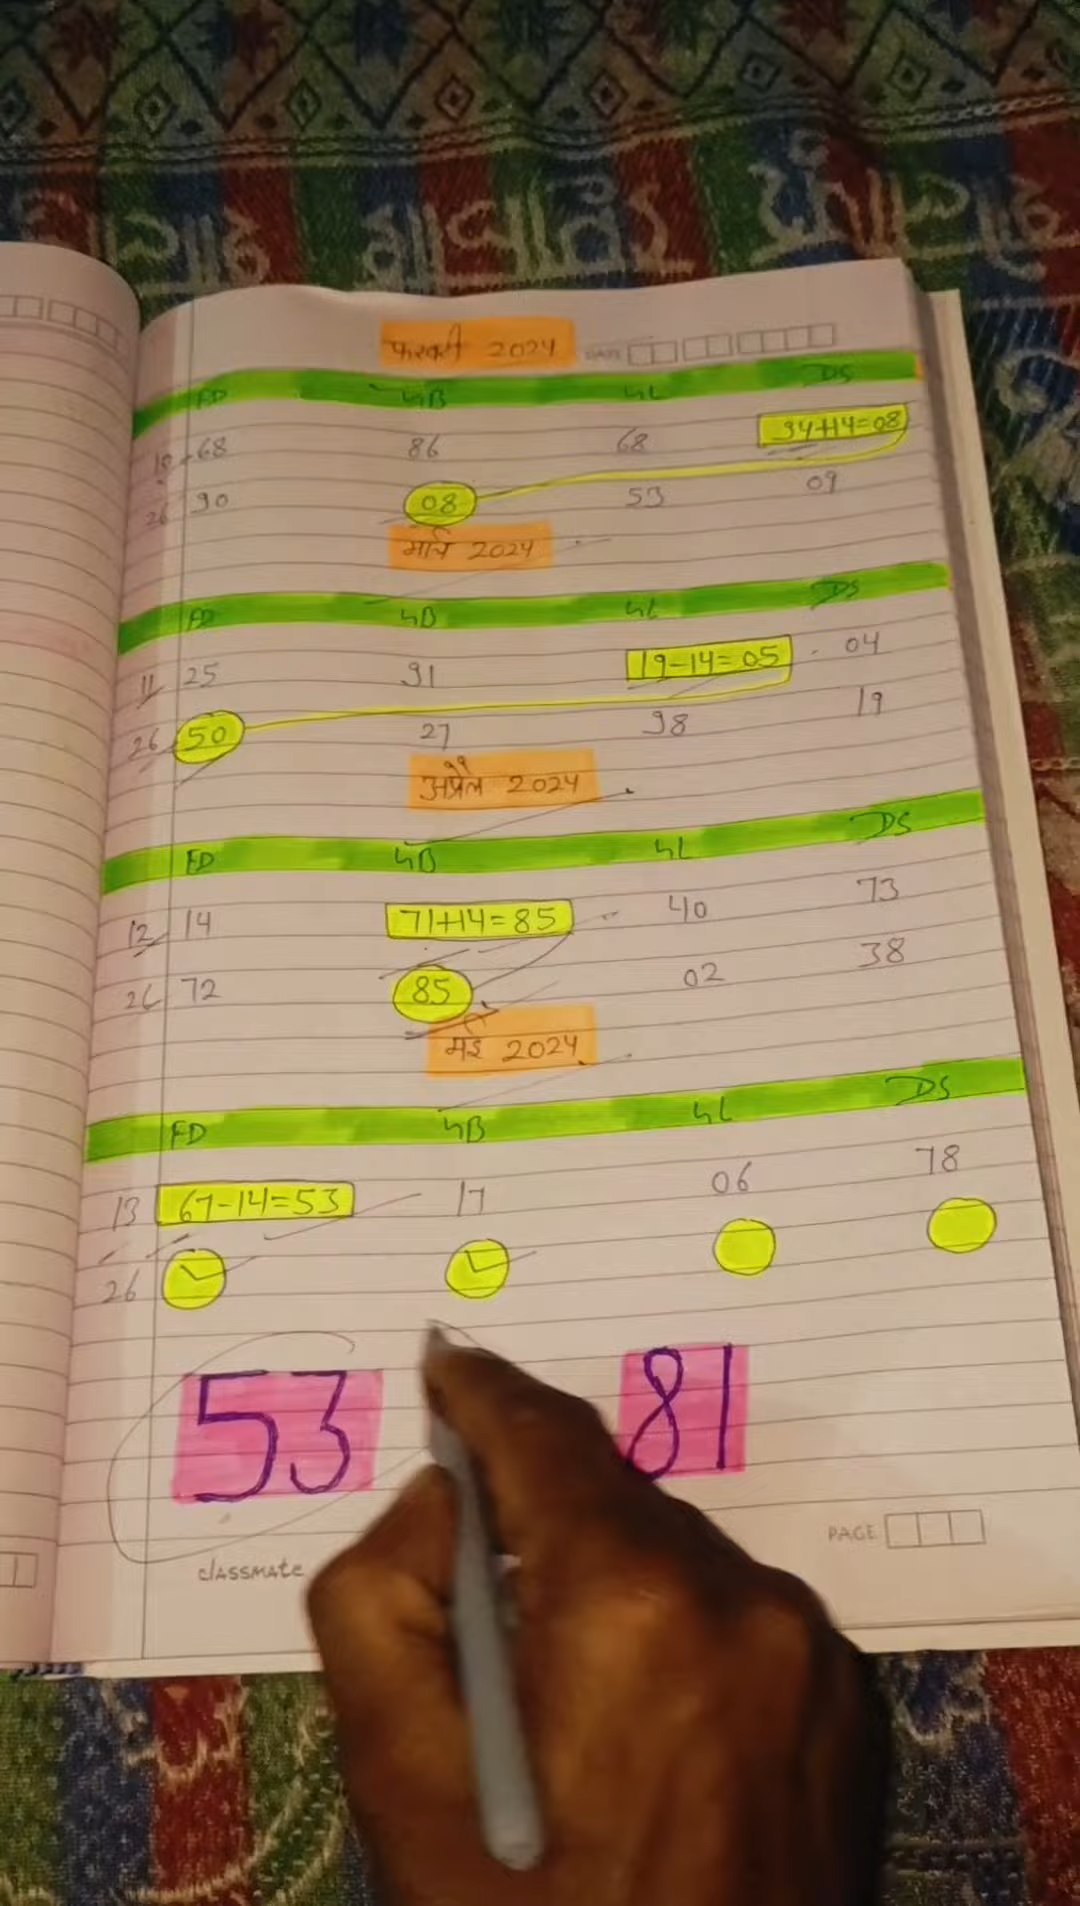 फरवरी 2024 DATE
FD GB GL DS
10 68 86 68 94+14=08
26 90 08 53 09
मार्च 2024
FD GB GL DS
11 25 91 19-14=05 04
26 50 27 98 19
अप्रैल 2024
FD GB GL DS
12 14 71+14=85 40 73
26 72 85 02 38
मई 2024
FD GB GL DS
13 67-14=53 17 06 78
26
53 81
classmate PAGE